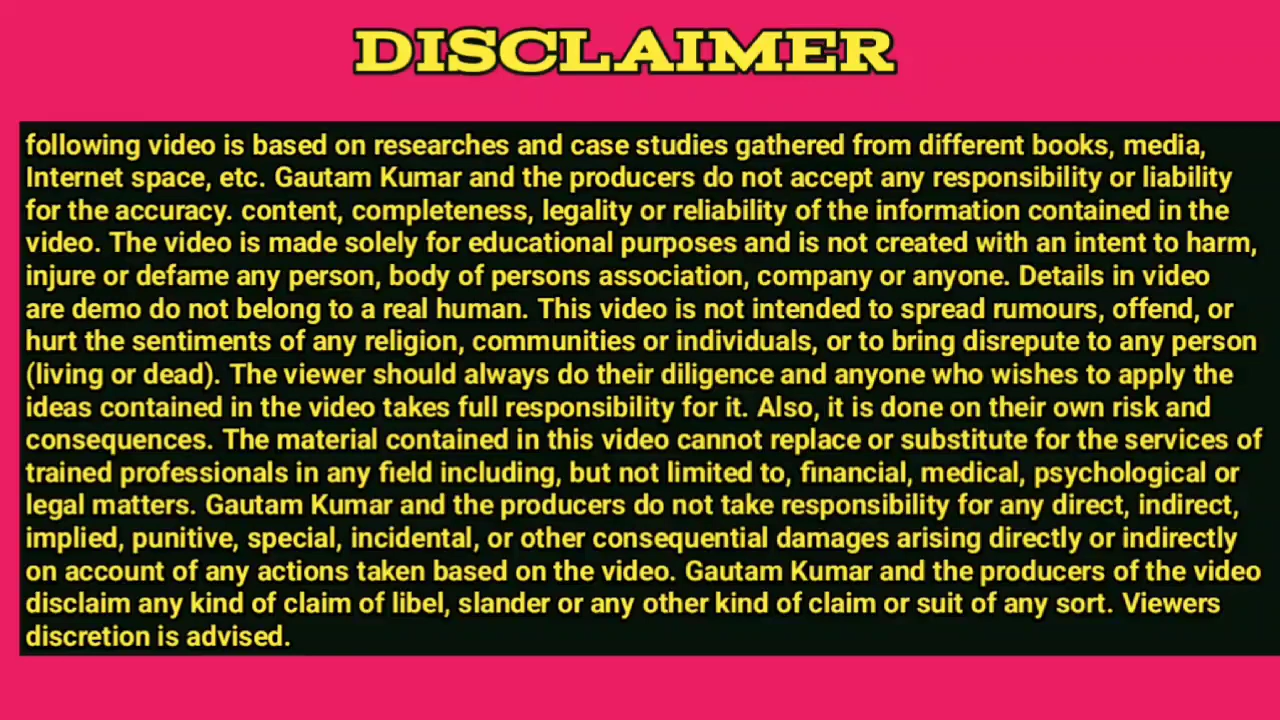 DISCLAIMER
following video is based on researches and case studies gathered from different books, media,
Internet space, etc. Gautam Kumar and the producers do not accept any responsibility or liability
for the accuracy. content, completeness, legality or reliability of the information contained in the
video. The video is made solely for educational purposes and is not created with an intent to harm,
injure or defame any person, body of persons association, company or anyone. Details in video
are demo do not belong to a real human. This video is not intended to spread rumours, offend, or
hurt the sentiments of any religion, communities or individuals, or to bring disrepute to any person
(living or dead). The viewer should always do their diligence and anyone who wishes to apply the
ideas contained in the video takes full responsibility for it. Also, it is done on their own risk and
consequences. The material contained in this video cannot replace or substitute for the services of
trained professionals in any field including, but not limited to, financial, medical, psychological or
legal matters. Gautam Kumar and the producers do not take responsibility for any direct, indirect,
implied, punitive, special, incidental, or other consequential damages arising directly or indirectly
on account of any actions taken based on the video. Gautam Kumar and the producers of the video
disclaim any kind of claim of libel, slander or any other kind of claim or suit of any sort. Viewers
discretion is advised.